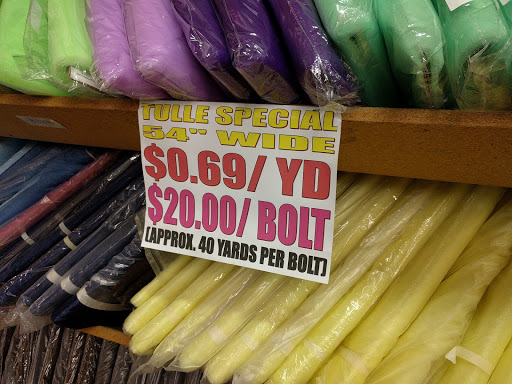 TULLE SPECIAL
54" WIDE
$0.69/ YD
$20.00/ BOLT
(APPROX. 40 YARDS PER BOLT)